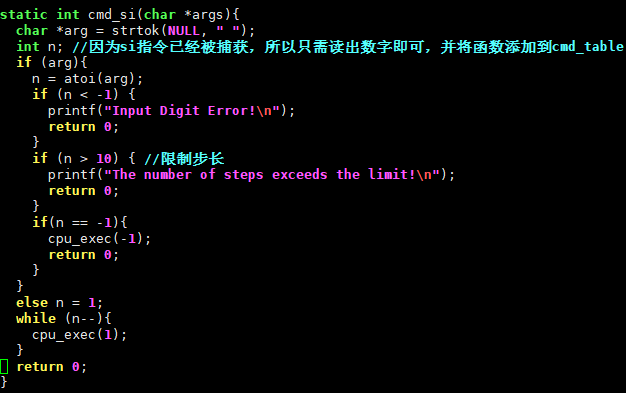 static int cmd_si(char *args){
  char *arg = strtok(NULL, " ");
  int n; //因为si指令已经被捕获，所以只需读出数字即可，并将函数添加到cmd_table
  if (arg){
    n = atoi(arg);
    if (n < -1) {
      printf("Input Digit Error!\n");
      return 0;
    }
    if (n > 10) { //限制步长
      printf("The number of steps exceeds the limit!\n");
      return 0;
    }
    if(n == -1){
      cpu_exec(-1);
      return 0;
    }
  }
  else n = 1;
  while (n--){
    cpu_exec(1);
  }
  return 0;
}